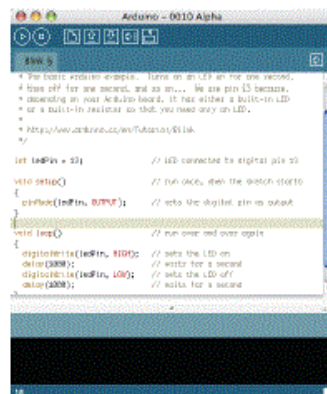 Arduino - 0010 Alpha
Blink §
* The basic Arduino example.  Turns on an LED on for one second,
* then off for one second, and so on...  We use pin 13 because,
* depending on your Arduino board, it has either a built-in LED
* or a built-in resistor so that you need only an LED.
*
* http://www.arduino.cc/en/Tutorial/Blink
*/
int ledPin = 13;                // LED connected to digital pin 13
void setup()                    // run once, when the sketch starts
{
pinMode(ledPin, OUTPUT);      // sets the digital pin as output
}
void loop()                     // run over and over again
{
digitalWrite(ledPin, HIGH);   // sets the LED on
delay(1000);                  // waits for a second
digitalWrite(ledPin, LOW);    // sets the LED off
delay(1000);                  // waits for a second